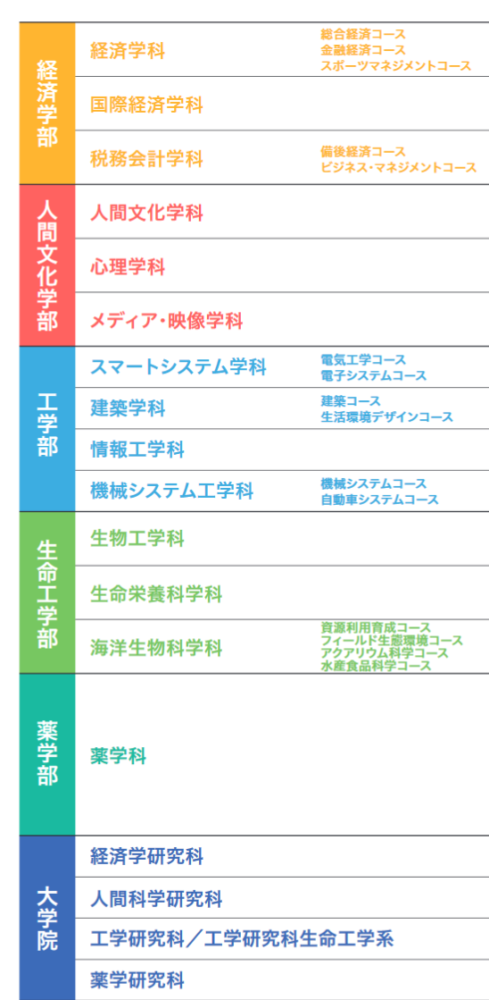 経済学部
経済学科
総合経済コース
金融経済コース
スポーツマネジメントコース
国際経済学科
税務会計学科
備後経済コース
ビジネス・マネジメントコース
人間文化学部
人間文化学科
心理学科
メディア・映像学科
工学部
スマートシステム学科
電気工学コース
電子システムコース
建築学科
建築コース
生活環境デザインコース
情報工学科
機械システム工学科
機械システムコース
自動車システムコース
生命工学部
生物工学科
生命栄養科学科
海洋生物科学科
資源利用育成コース
フィールド生態環境コース
アクアリウム科学コース
水産食品科学コース
薬学部
薬学科
大学院
経済学研究科
人間科学研究科
工学研究科／工学研究科生命工学系
薬学研究科